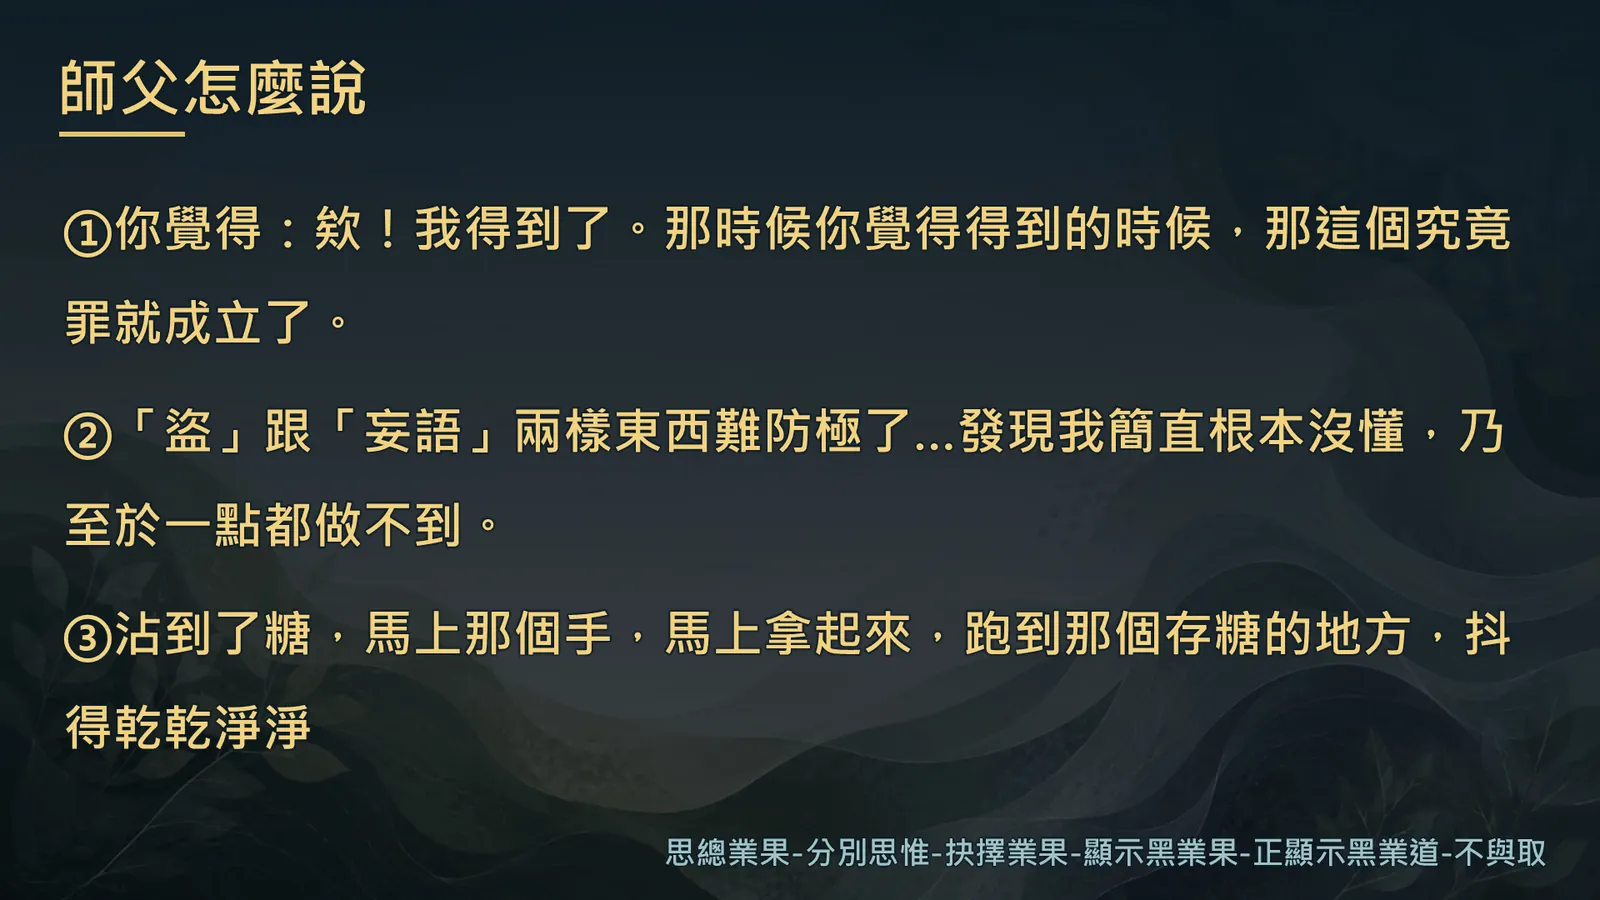 師父怎麼說
①你覺得：欸！我得到了。那時候你覺得得到的時候，那這個究竟
罪就成立了。
②「盜」跟「妄語」兩樣東西難防極了…發現我簡直根本沒懂，乃
至於一點都做不到。
③沾到了糖，馬上那個手，馬上拿起來，跑到那個存糖的地方，抖
得乾乾淨淨
思總業果-分別思惟-抉擇業果-顯示黑業果-正顯示黑業道-不與取